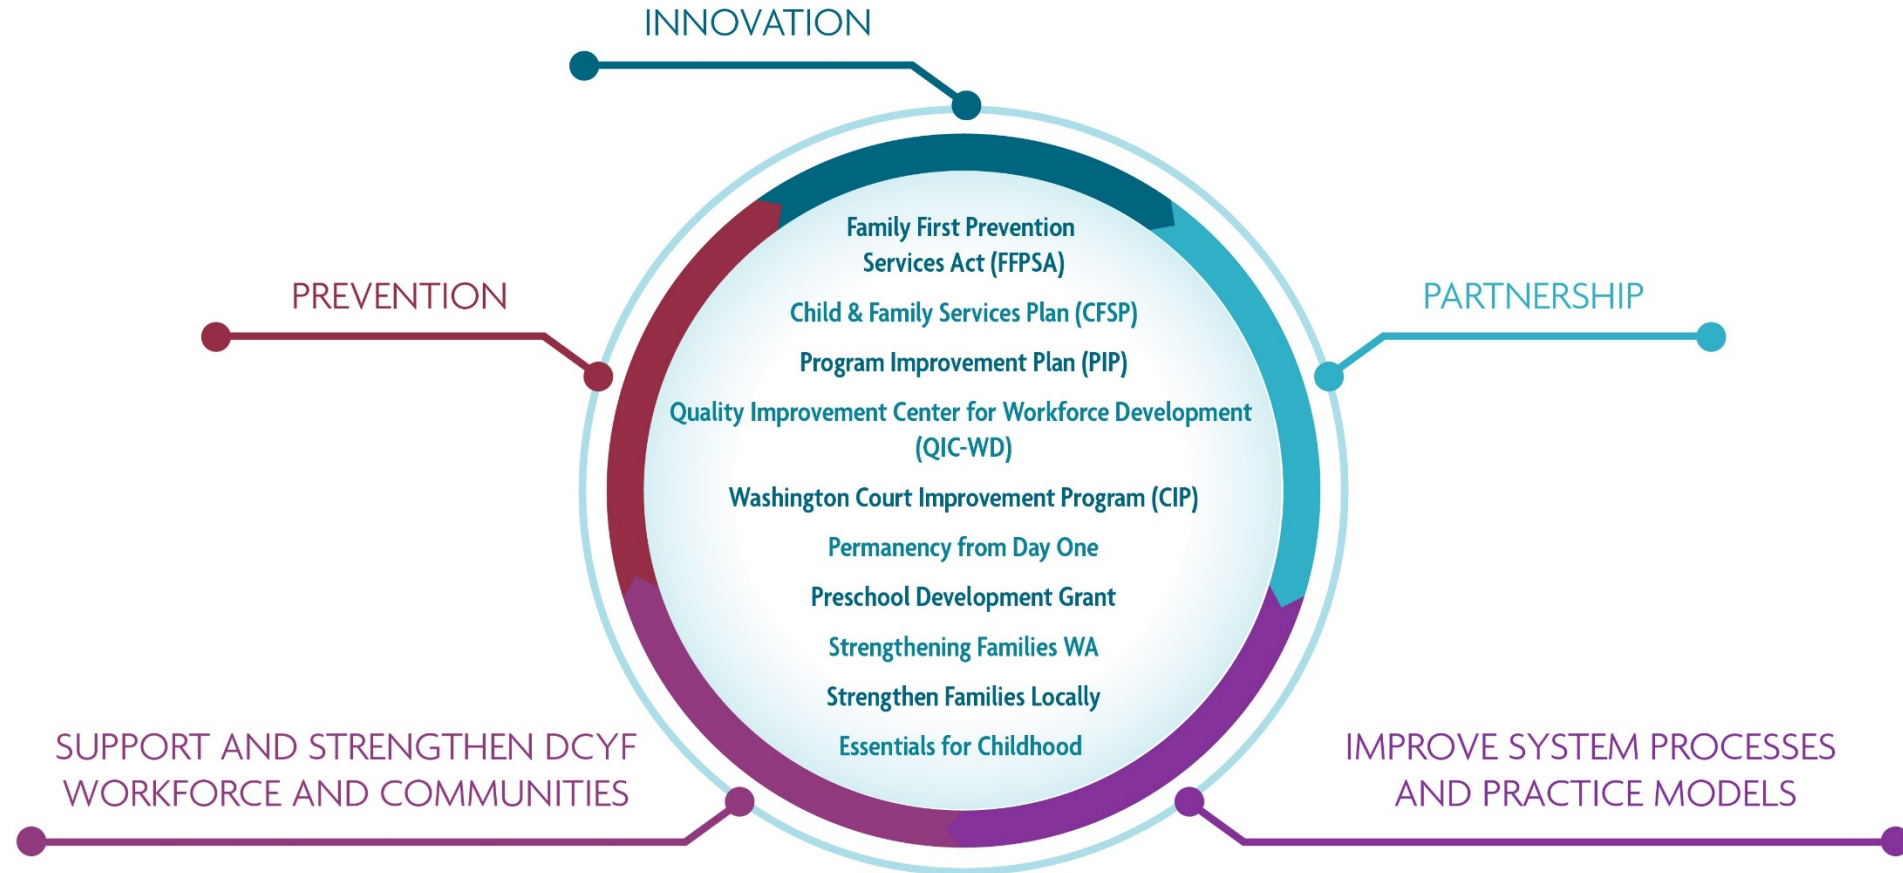 INNOVATION
PREVENTION
PARTNERSHIP
Family First Prevention
Services Act (FFPSA)
Child & Family Services Plan (CFSP)
Program Improvement Plan (PIP)
Quality Improvement Center for Workforce Development
(QIC-WD)
Washington Court Improvement Program (CIP)
Permanency from Day One
Preschool Development Grant
Strengthening Families WA
Strengthen Families Locally
Essentials for Childhood
SUPPORT AND STRENGTHEN DCYF
WORKFORCE AND COMMUNITIES
IMPROVE SYSTEM PROCESSES
AND PRACTICE MODELS